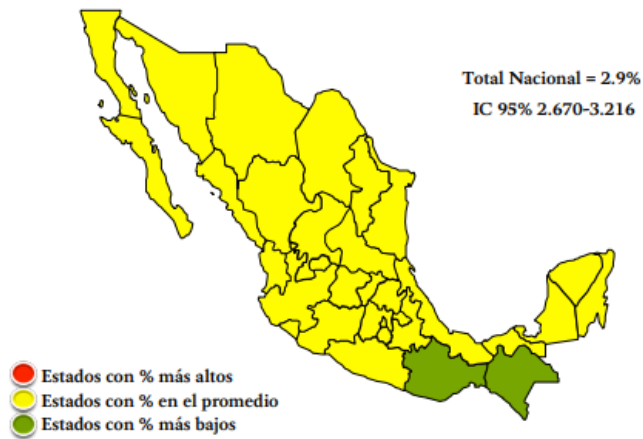 Total Nacional = 2.9%
IC 95% 2.670-3.216
Estados con % más altos
Estados con % en el promedio
Estados con % más bajos